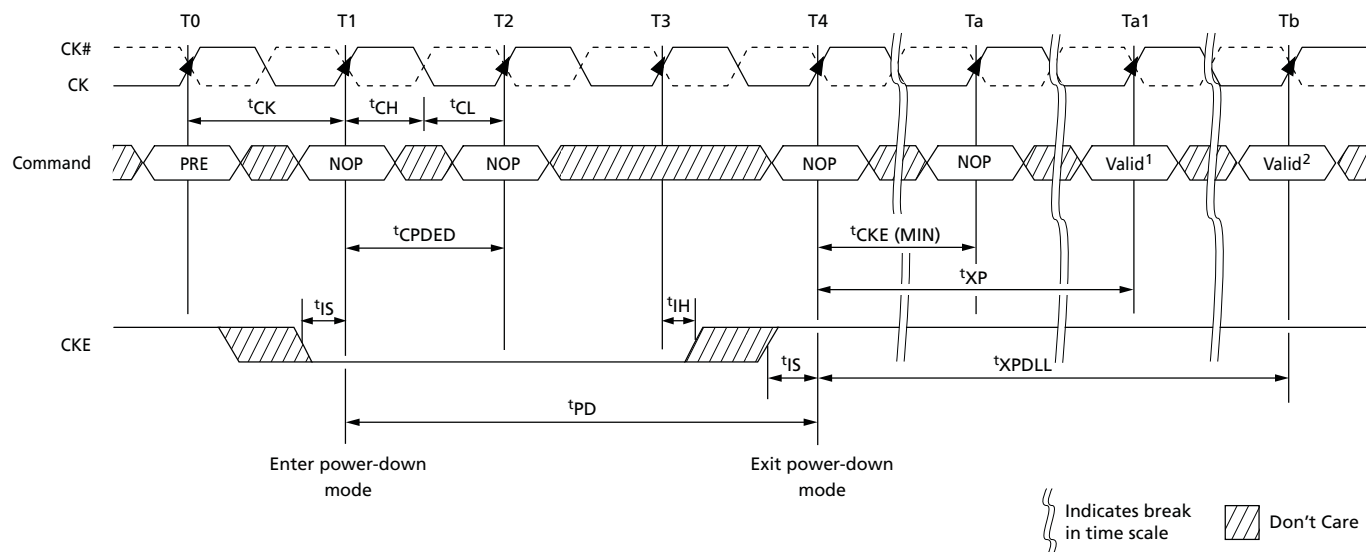 T0 T1 T2 T3 T4 Ta Ta1 Tb
CK#
CK
tCK tCH tCL
Command PRE NOP NOP NOP NOP Valid1 Valid2
tCPDED tCKE (MIN)
tXP
tIS tIH
CKE
tIS tXPDLL
tPD
Enter power-down
mode
Exit power-down
mode
Indicates break
in time scale
Don't Care